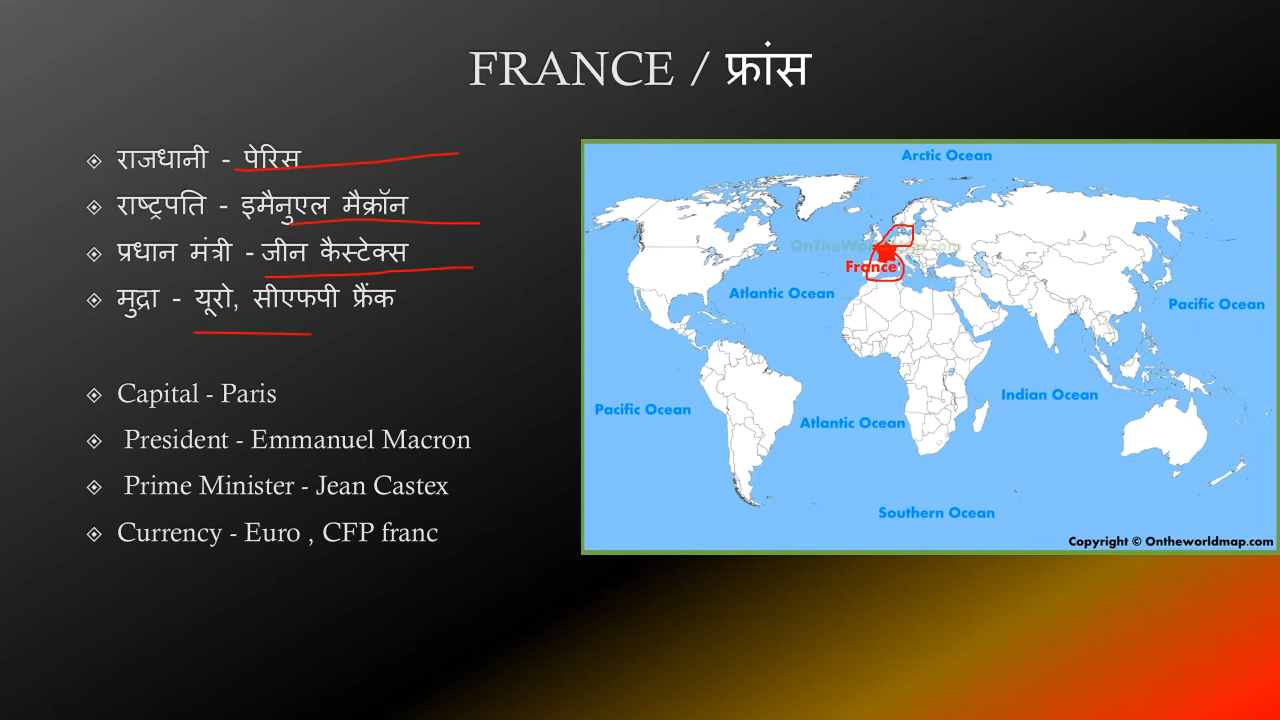 FRANCE / फ्रांस
राजधानी - पेरिस
राष्ट्रपति - इमैनुएल मैक्रॉन
प्रधान मंत्री - जीन कैस्टेक्स
मुद्रा - यूरो, सीएफपी फ्रैंक
Capital - Paris
President - Emmanuel Macron
Prime Minister - Jean Castex
Currency - Euro , CFP franc
Arctic Ocean
OnTheWorldMap.com
France
Atlantic Ocean
Pacific Ocean
Indian Ocean
Pacific Ocean
Atlantic Ocean
Southern Ocean
Copyright © Ontheworldmap.com